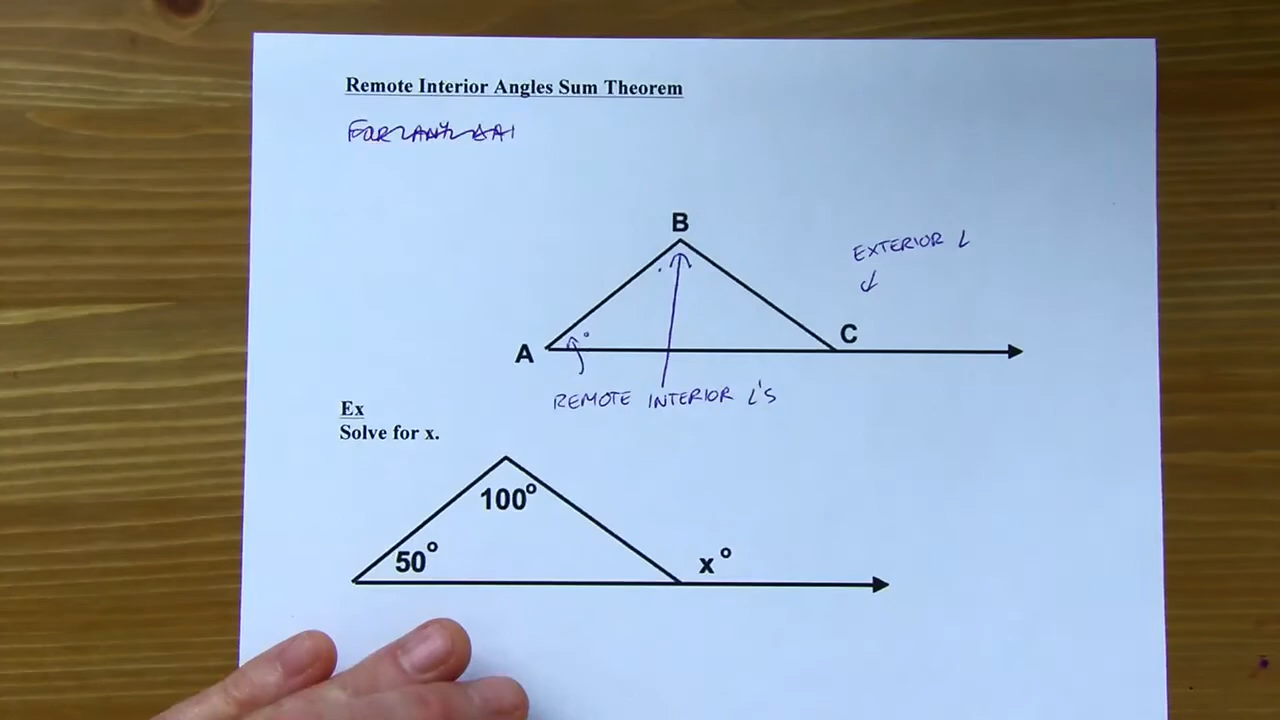 Remote Interior Angles Sum Theorem
B
EXTERIOR ∠
A
C
REMOTE INTERIOR ∠'S
Ex
Solve for x.
100°
50°
x°